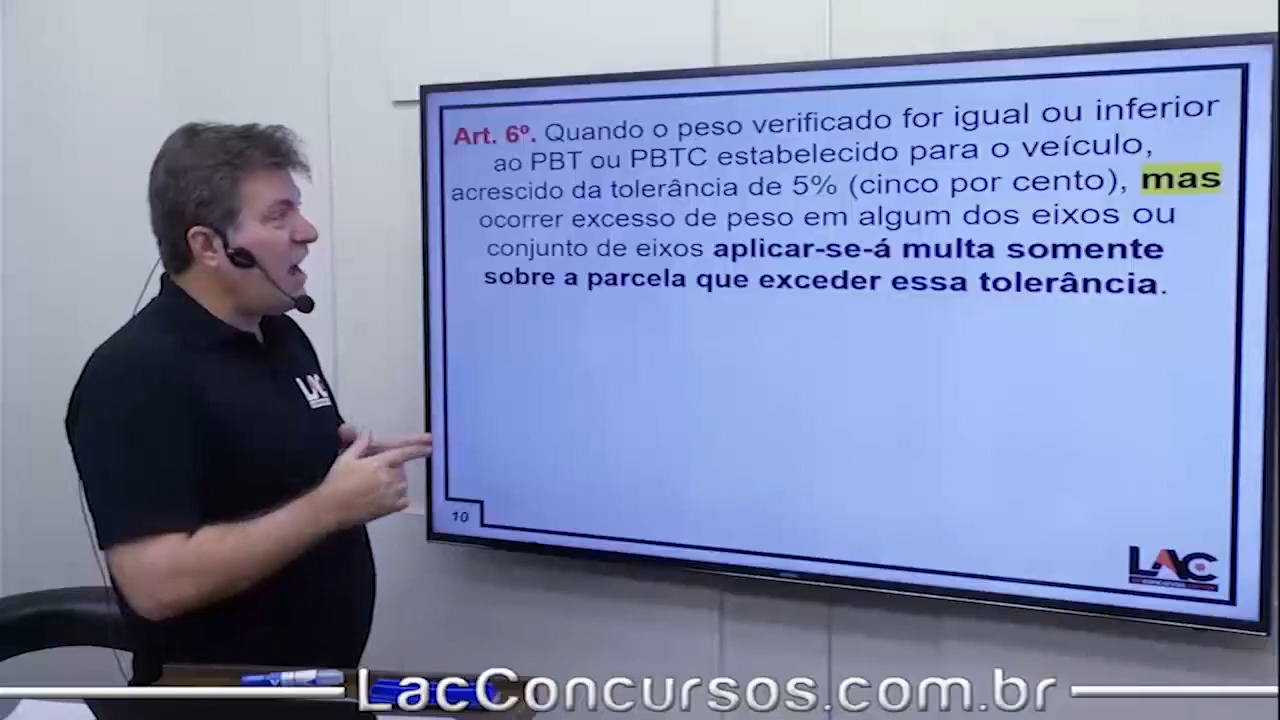 Art. 6º. Quando o peso verificado for igual ou inferior
ao PBT ou PBTC estabelecido para o veículo,
acrescido da tolerância de 5% (cinco por cento), mas
ocorrer excesso de peso em algum dos eixos ou
conjunto de eixos aplicar-se-á multa somente
sobre a parcela que exceder essa tolerância.
LAC
10
LAC
LacConcursos.com.br